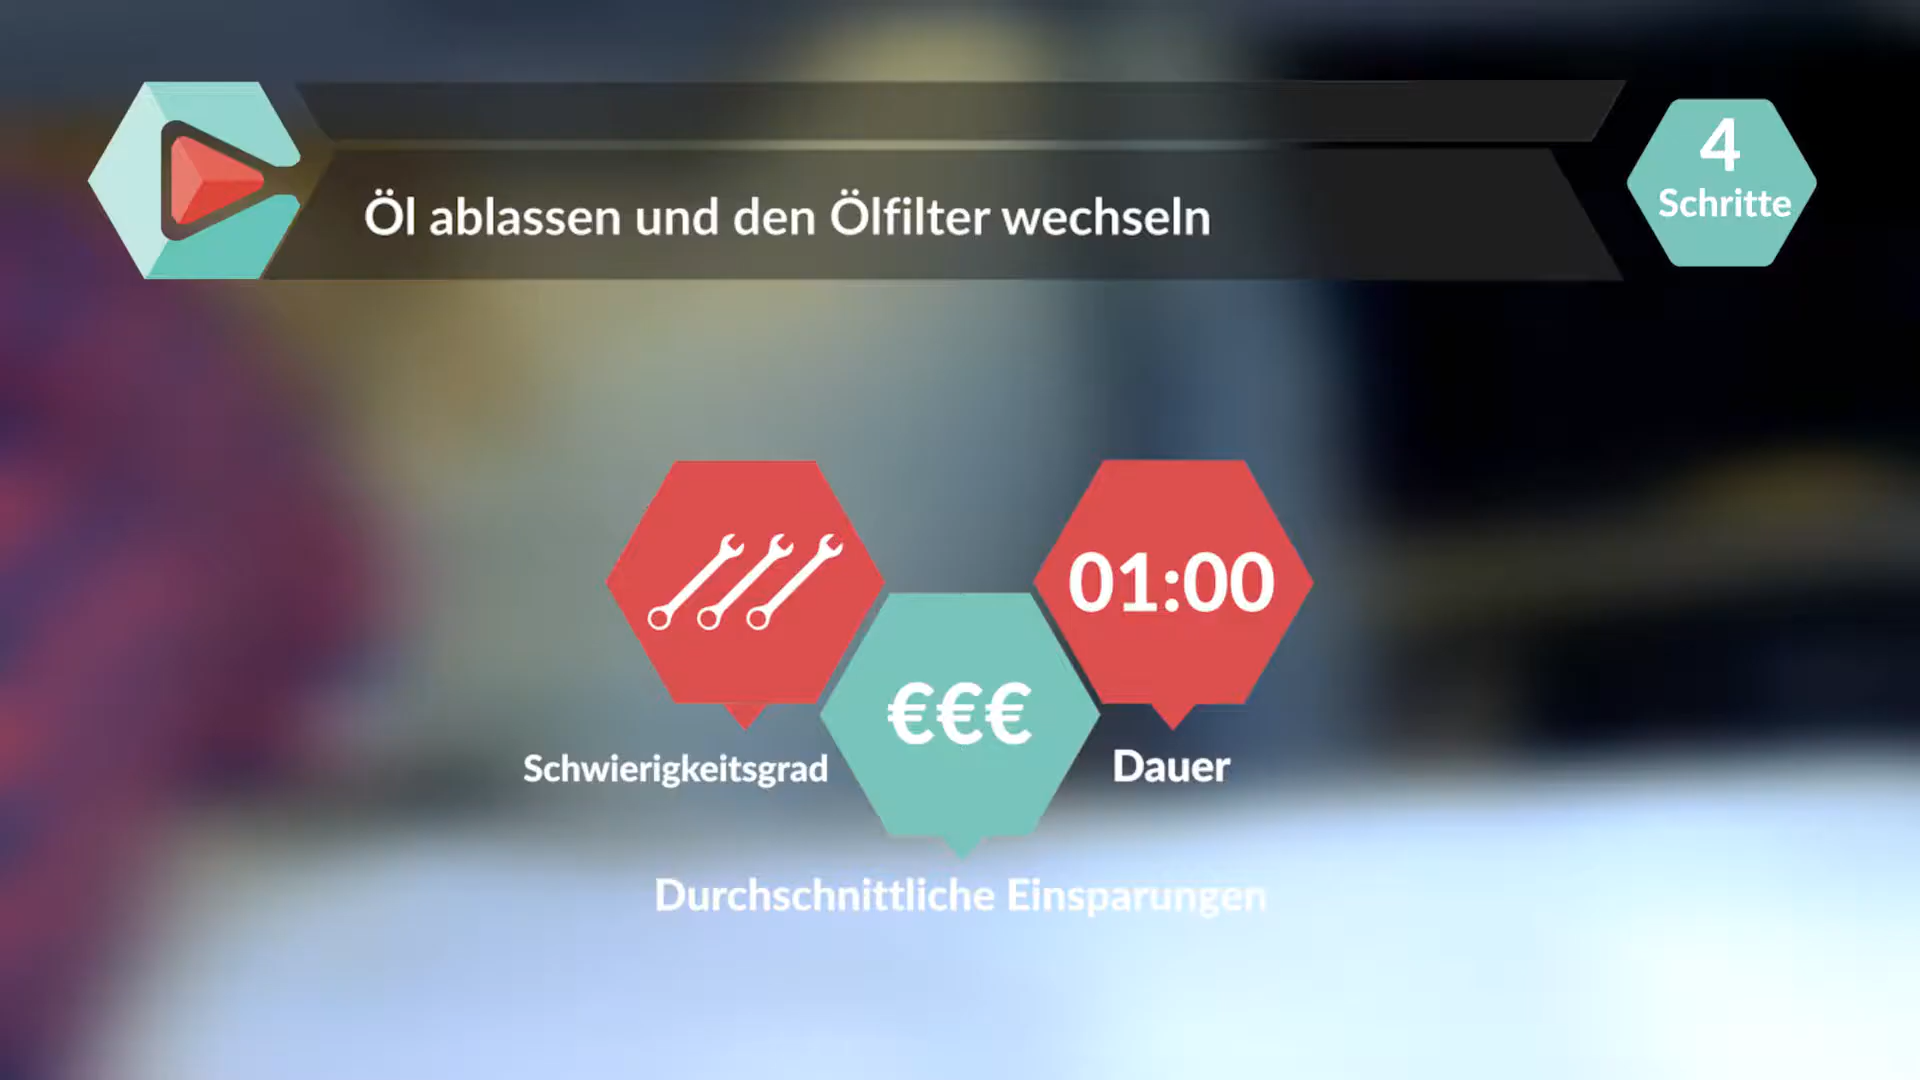 Öl ablassen und den Ölfilter wechseln
4
Schritte
01:00
€€€
Schwierigkeitsgrad
Dauer
Durchschnittliche Einsparungen